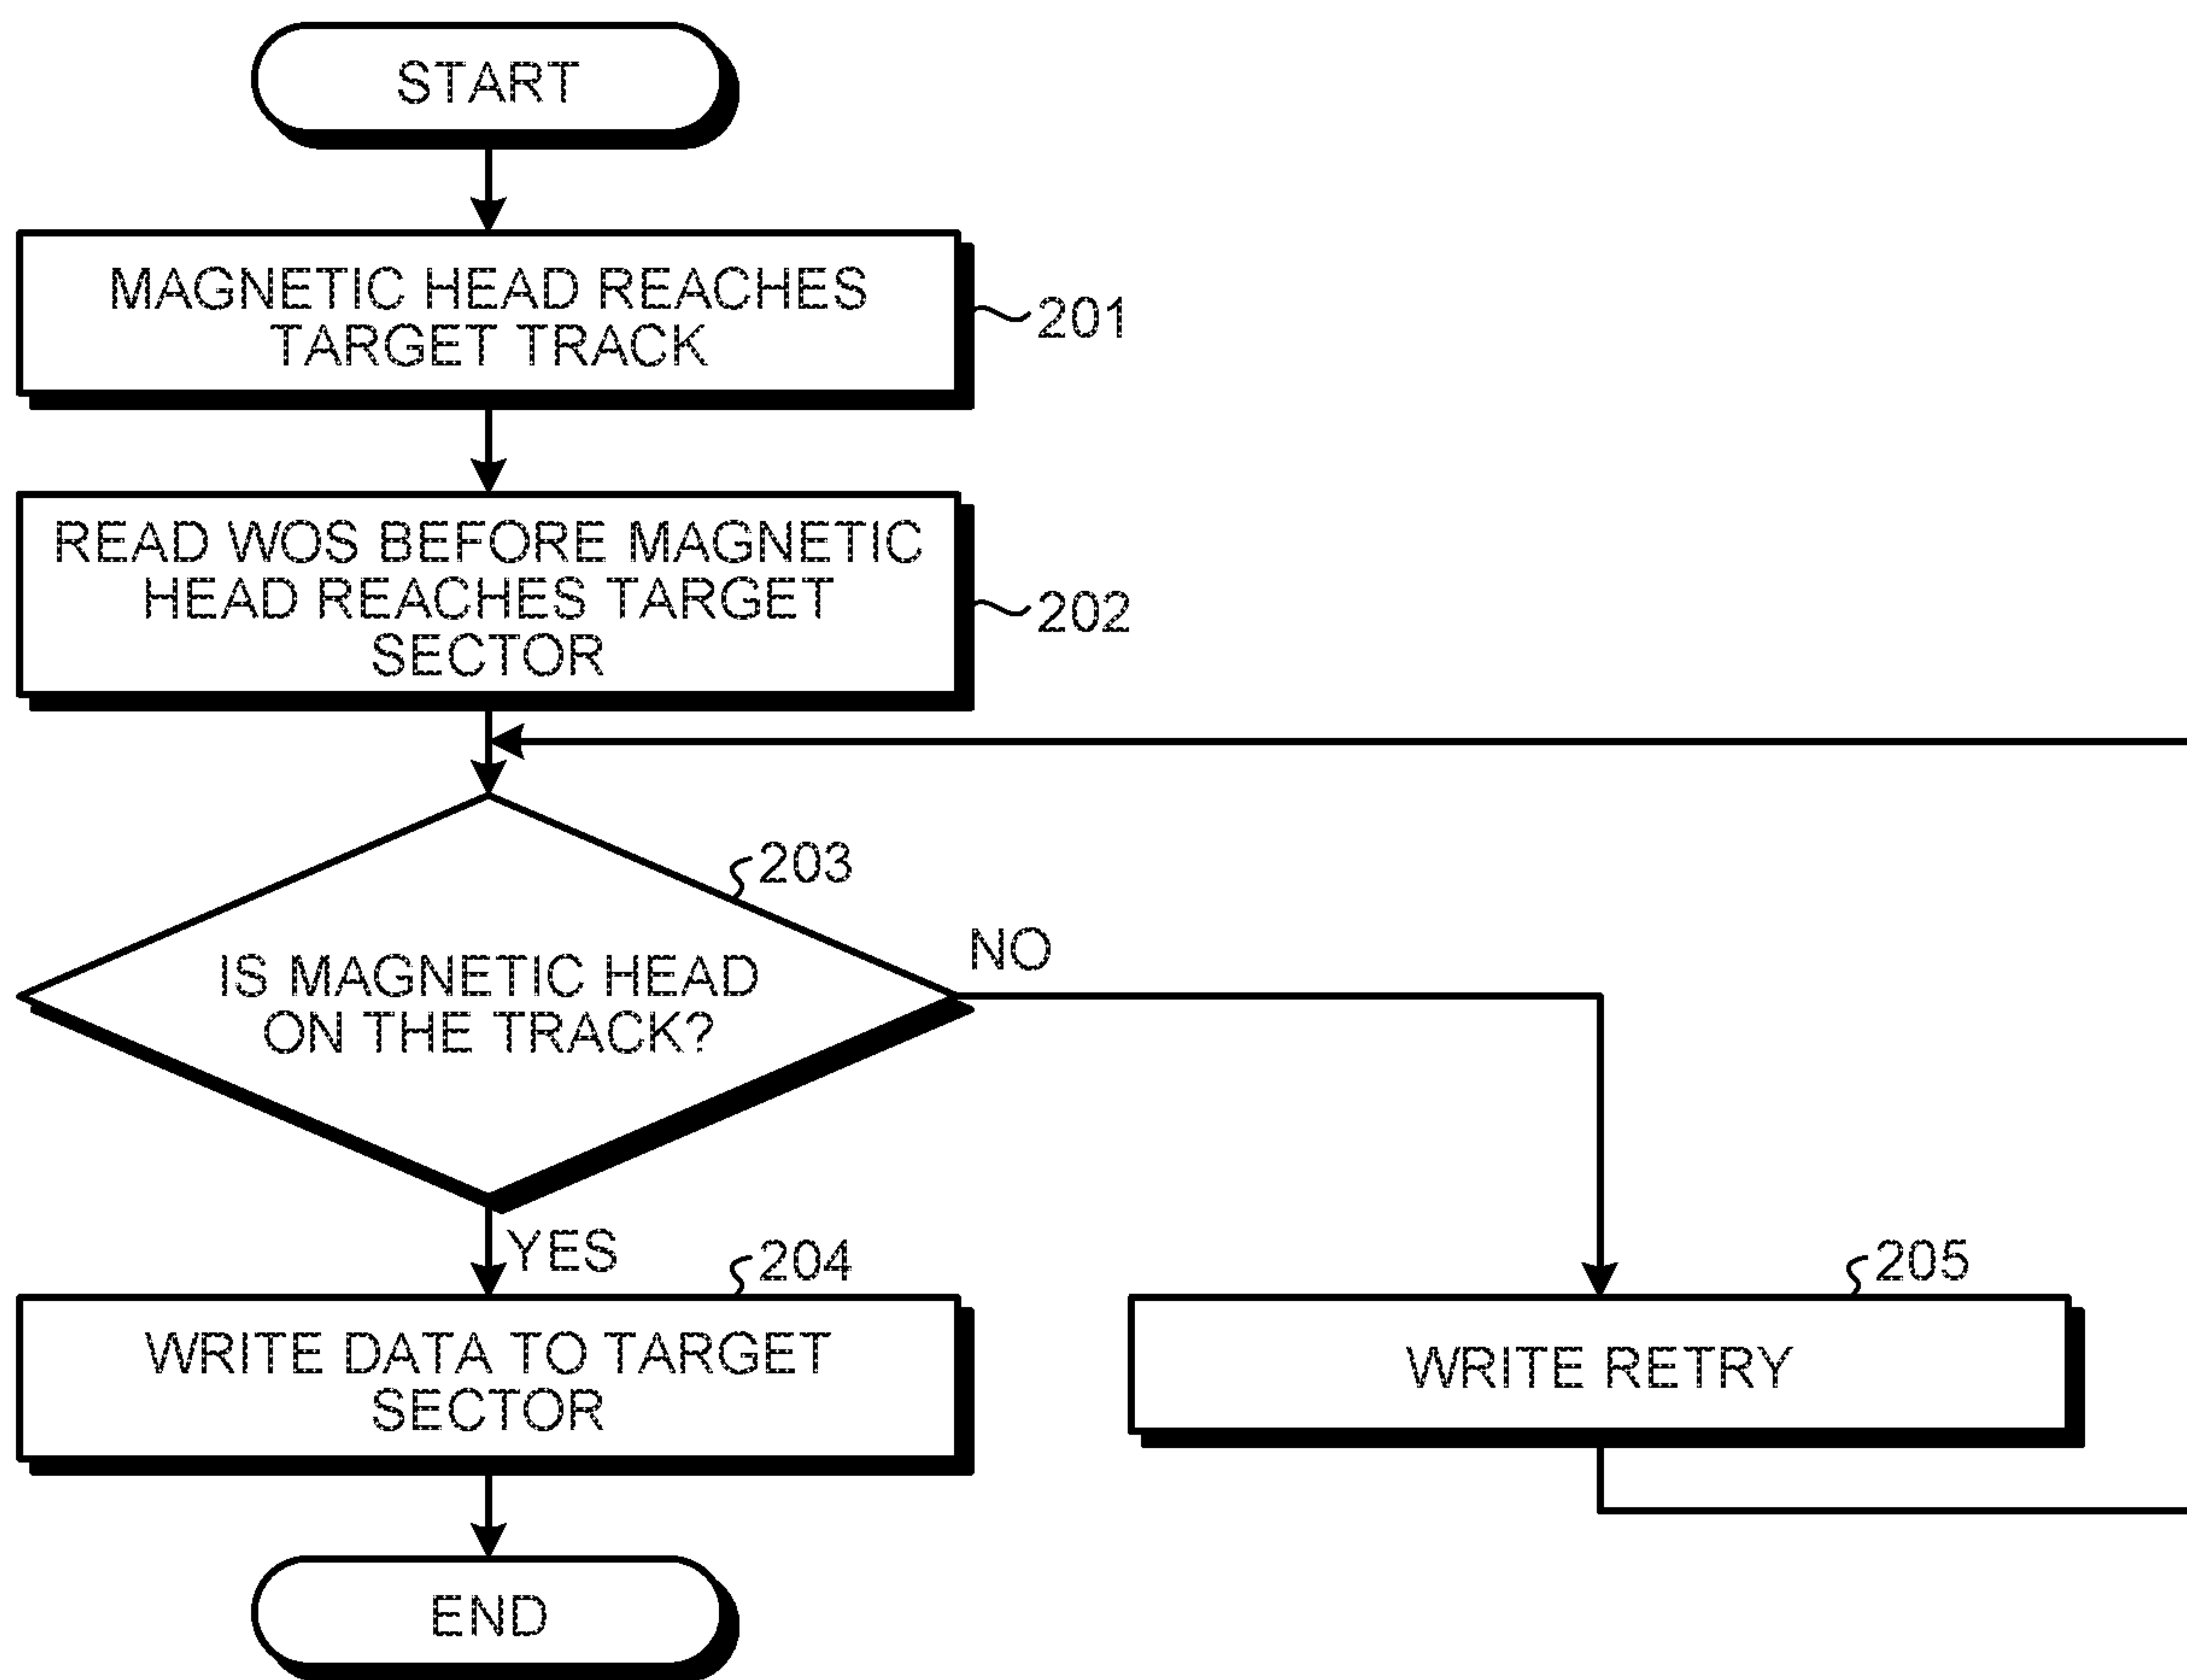 START
MAGNETIC HEAD REACHES
TARGET TRACK
201
READ WOS BEFORE MAGNETIC
HEAD REACHES TARGET
SECTOR
202
203
IS MAGNETIC HEAD
ON THE TRACK?
NO
YES
204
WRITE DATA TO TARGET
SECTOR
205
WRITE RETRY
END